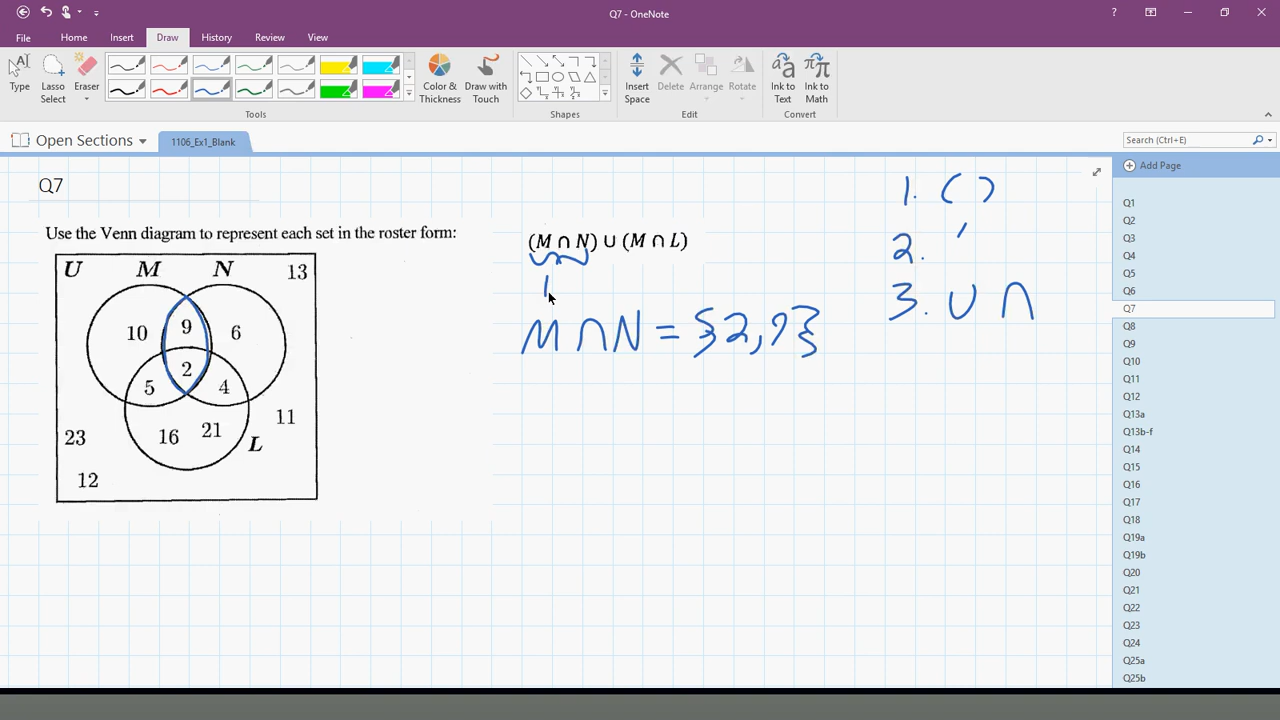 Q7 - OneNote
File Home Insert Draw History Review View
Type
Lasso Select
Eraser
Color & Thickness
Draw with Touch
Insert Space
Delete
Arrange
Rotate
Ink to Text
Ink to Math
Tools
Shapes
Edit
Convert
Open Sections
1106_Ex1_Blank
Search (Ctrl+E)
Add Page
Q7
Use the Venn diagram to represent each set in the roster form:
(M ∩ N) ∪ (M ∩ L)
U M N 13
10 9 6
2
5 4
11
16 21
23 L
12
M ∩ N = {2, 9}
1. ( )
2. ′
3. ∪ ∩
Q1
Q2
Q3
Q4
Q5
Q6
Q7
Q8
Q9
Q10
Q11
Q12
Q13a
Q13b-f
Q14
Q15
Q16
Q17
Q18
Q19a
Q19b
Q20
Q21
Q22
Q23
Q24
Q25a
Q25b